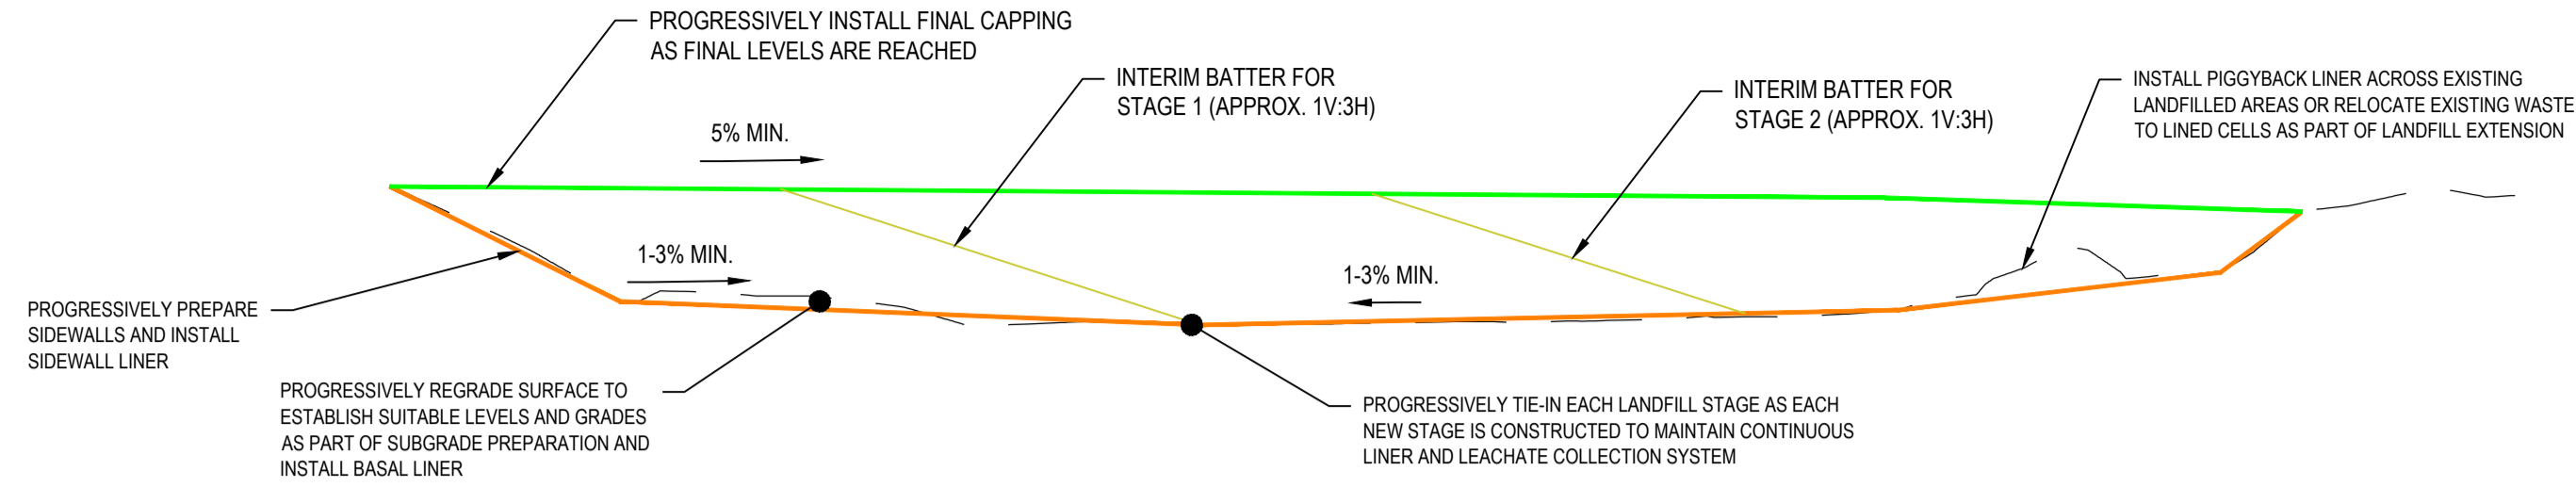 PROGRESSIVELY INSTALL FINAL CAPPING
AS FINAL LEVELS ARE REACHED
INTERIM BATTER FOR
STAGE 1 (APPROX. 1V:3H)
INTERIM BATTER FOR
STAGE 2 (APPROX. 1V:3H)
INSTALL PIGGYBACK LINER ACROSS EXISTING
LANDFILLED AREAS OR RELOCATE EXISTING WASTE
TO LINED CELLS AS PART OF LANDFILL EXTENSION
5% MIN.
1-3% MIN.
1-3% MIN.
PROGRESSIVELY PREPARE
SIDEWALLS AND INSTALL
SIDEWALL LINER
PROGRESSIVELY REGRADE SURFACE TO
ESTABLISH SUITABLE LEVELS AND GRADES
AS PART OF SUBGRADE PREPARATION AND
INSTALL BASAL LINER
PROGRESSIVELY TIE-IN EACH LANDFILL STAGE AS EACH
NEW STAGE IS CONSTRUCTED TO MAINTAIN CONTINUOUS
LINER AND LEACHATE COLLECTION SYSTEM